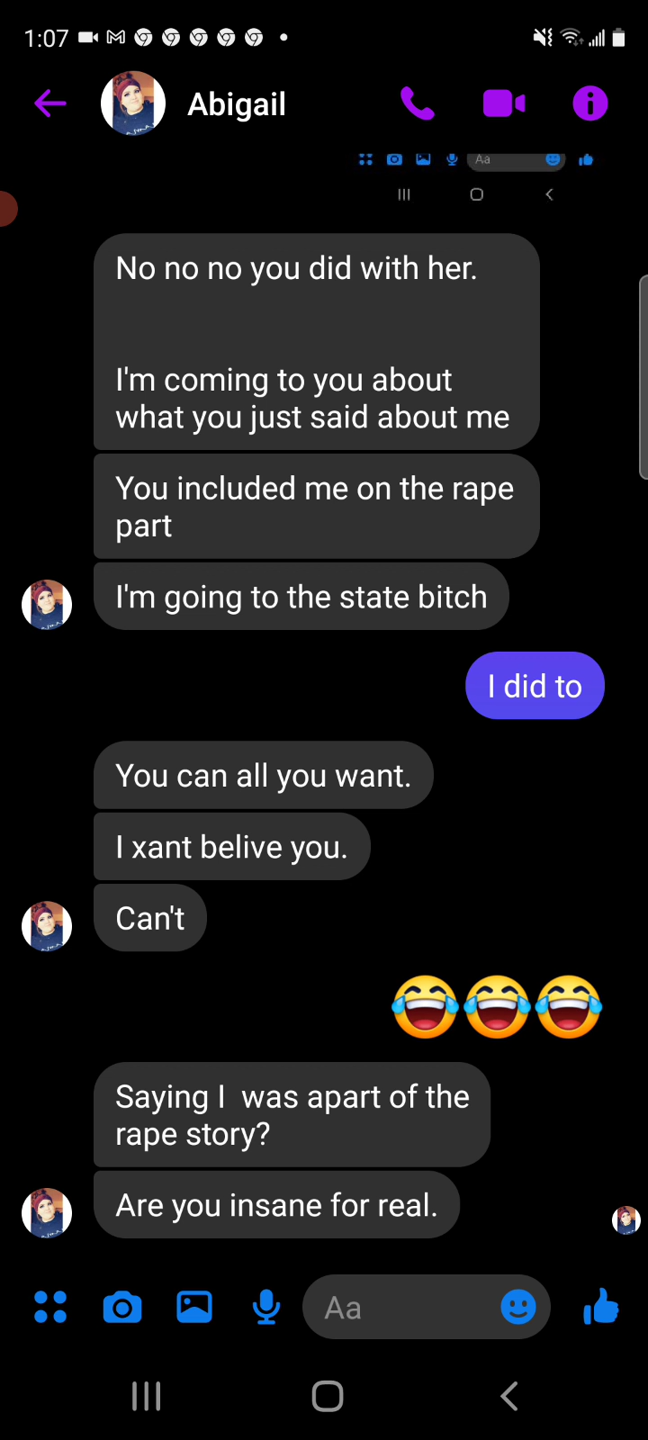 1:07
Abigail
Aa
No no no you did with her.
I'm coming to you about
what you just said about me
You included me on the rape
part
I'm going to the state bitch
I did to
You can all you want.
I xant belive you.
Can't
😂😂😂
Saying I  was apart of the
rape story?
Are you insane for real.
Aa